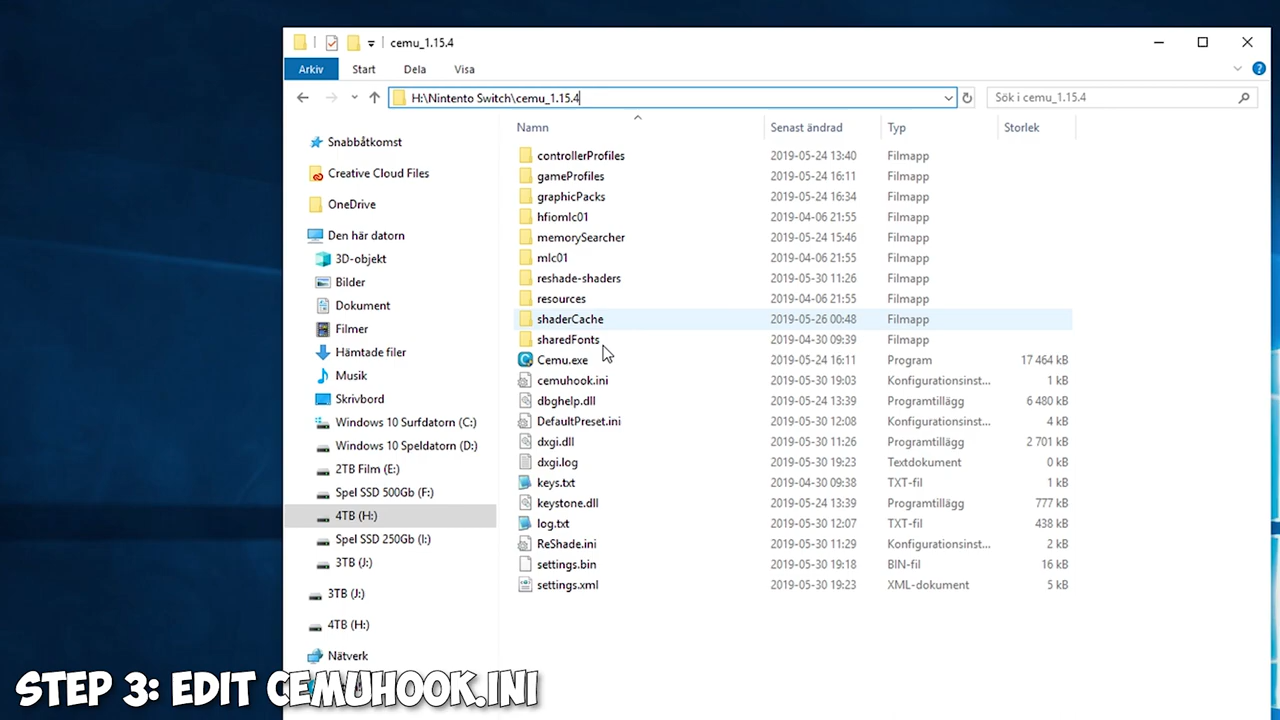 cemu_1.15.4
Arkiv Start Dela Visa
H:\Nintento Switch\cemu_1.15.4 Sök i cemu_1.15.4
Namn Senast ändrad Typ Storlek
Snabbåtkomst
Creative Cloud Files
OneDrive
Den här datorn
3D-objekt
Bilder
Dokument
Filmer
Hämtade filer
Musik
Skrivbord
Windows 10 Surfdatorn (C:)
Windows 10 Speldatorn (D:)
2TB Film (E:)
Spel SSD 500Gb (F:)
4TB (H:)
Spel SSD 250Gb (I:)
3TB (J:)
3TB (J:)
4TB (H:)
Nätverk
controllerProfiles 2019-05-24 13:40 Filmapp
gameProfiles 2019-05-24 16:11 Filmapp
graphicPacks 2019-05-24 16:34 Filmapp
hfiomlc01 2019-04-06 21:55 Filmapp
memorySearcher 2019-05-24 15:46 Filmapp
mlc01 2019-04-06 21:55 Filmapp
reshade-shaders 2019-05-30 11:26 Filmapp
resources 2019-04-06 21:55 Filmapp
shaderCache 2019-05-26 00:48 Filmapp
sharedFonts 2019-04-30 09:39 Filmapp
Cemu.exe 2019-05-24 16:11 Program 17 464 kB
cemuhook.ini 2019-05-30 19:03 Konfigurationsinst... 1 kB
dbghelp.dll 2019-05-24 13:39 Programtillägg 6 480 kB
DefaultPreset.ini 2019-05-30 12:08 Konfigurationsinst... 4 kB
dxgi.dll 2019-05-30 11:26 Programtillägg 2 701 kB
dxgi.log 2019-05-30 19:23 Textdokument 0 kB
keys.txt 2019-04-30 09:38 TXT-fil 1 kB
keystone.dll 2019-05-24 13:39 Programtillägg 777 kB
log.txt 2019-05-30 12:07 TXT-fil 438 kB
ReShade.ini 2019-05-30 11:29 Konfigurationsinst... 2 kB
settings.bin 2019-05-30 19:18 BIN-fil 16 kB
settings.xml 2019-05-30 19:23 XML-dokument 5 kB
STEP 3: EDIT CEMUHOOK.INI